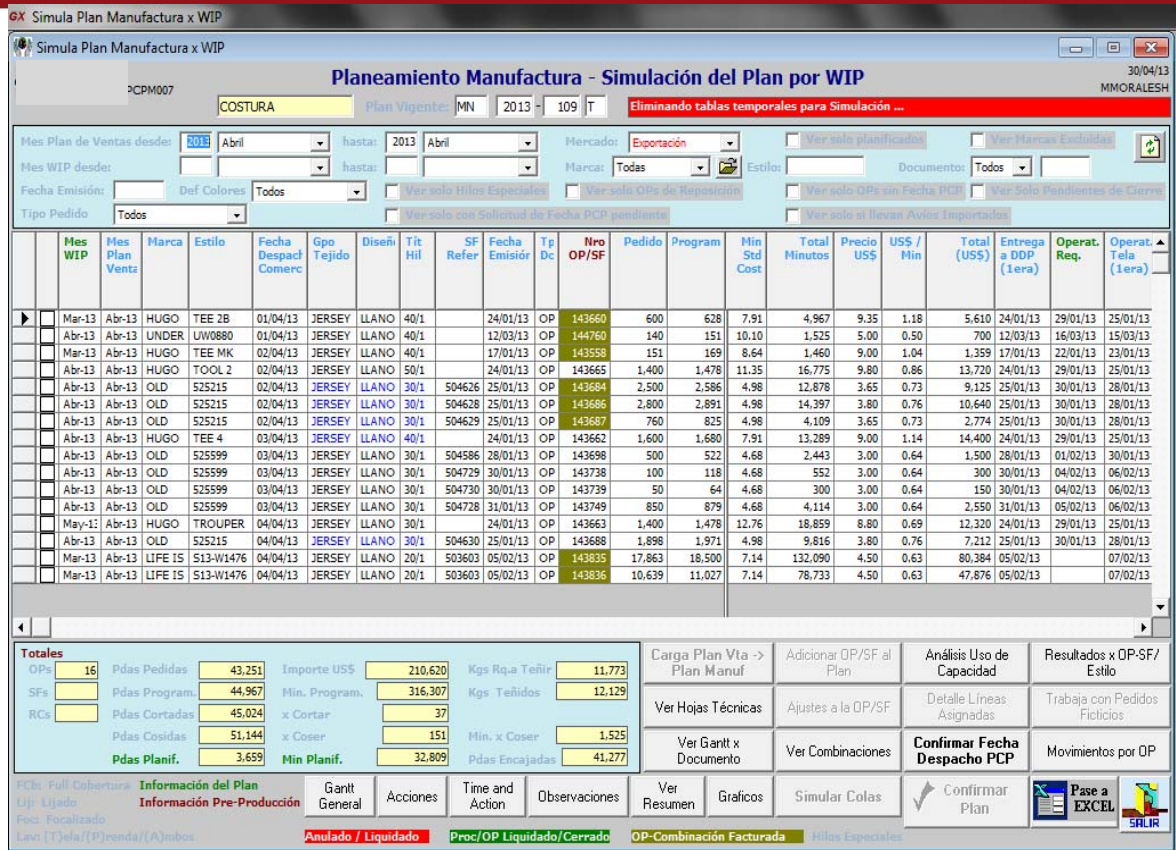 GX Simula Plan Manufactura x WIP
Simula Plan Manufactura x WIP
PCPM007
Planeamiento Manufactura - Simulación del Plan por WIP
30/04/13
MMORALESH
COSTURA Plan Vigente: MN 2013 - 109 T Eliminando tablas temporales para Simulación ...
Mes Plan de Ventas desde: 2013 Abril hasta: 2013 Abril Mercado: Exportación Ver solo planificados Ver Marcas Excluidas
Mes WIP desde: hasta: Marca: Todas Estilo: Documento: Todos
Fecha Emisión: Def Colores Todos Ver solo Hilos Especiales Ver solo OPs de Reposición Ver solo OPs sin Fecha PCP Ver Solo Pendientes de Cierre
Tipo Pedido Todos Ver solo con Solicitud de Fecha PCP pendiente Ver solo si llevan Avíos Importados
Mes WIP Mes Plan Venta Marca Estilo Fecha Despach Comerc Gpo Tejido Diseñ Tít Hil SF Refer Fecha Emisiór Tp Dc Nro OP/SF Pedido Program Min Std Cost Total Minutos Precio US$ US$ / Min Total (US$) Entrega a DDP (1era) Operat. Req. Operat. Tela (1era)
Mar-13 Abr-13 HUGO TEE 2B 01/04/13 JERSEY LLANO 40/1 24/01/13 OP 143660 600 628 7.91 4,967 9.35 1.18 5,610 24/01/13 29/01/13 25/01/13
Abr-13 Abr-13 UNDER UW0880 01/04/13 JERSEY LLANO 40/1 12/03/13 OP 144760 140 151 10.10 1,525 5.00 0.50 700 12/03/13 16/03/13 15/03/13
Mar-13 Abr-13 HUGO TEE MK 02/04/13 JERSEY LLANO 40/1 17/01/13 OP 143558 151 169 8.64 1,460 9.00 1.04 1,359 17/01/13 22/01/13 23/01/13
Abr-13 Abr-13 HUGO TOOL 2 02/04/13 JERSEY LLANO 50/1 24/01/13 OP 143665 1,400 1,478 11.35 16,775 9.80 0.86 13,720 24/01/13 29/01/13 25/01/13
Abr-13 Abr-13 OLD 525215 02/04/13 JERSEY LLANO 30/1 504626 25/01/13 OP 143684 2,500 2,586 4.98 12,878 3.65 0.73 9,125 25/01/13 30/01/13 28/01/13
Abr-13 Abr-13 OLD 525215 02/04/13 JERSEY LLANO 30/1 504628 25/01/13 OP 143686 2,800 2,891 4.98 14,397 3.80 0.76 10,640 25/01/13 30/01/13 28/01/13
Abr-13 Abr-13 OLD 525215 02/04/13 JERSEY LLANO 30/1 504629 25/01/13 OP 143687 760 825 4.98 4,109 3.65 0.73 2,774 25/01/13 30/01/13 28/01/13
Abr-13 Abr-13 HUGO TEE 4 03/04/13 JERSEY LLANO 40/1 24/01/13 OP 143662 1,600 1,680 7.91 13,289 9.00 1.14 14,400 24/01/13 29/01/13 25/01/13
Abr-13 Abr-13 OLD 525599 03/04/13 JERSEY LLANO 30/1 504586 28/01/13 OP 143698 500 522 4.68 2,443 3.00 0.64 1,500 28/01/13 01/02/13 30/01/13
Abr-13 Abr-13 OLD 525599 03/04/13 JERSEY LLANO 30/1 504729 30/01/13 OP 143738 100 118 4.68 552 3.00 0.64 300 30/01/13 04/02/13 06/02/13
Abr-13 Abr-13 OLD 525599 03/04/13 JERSEY LLANO 30/1 504730 30/01/13 OP 143739 50 64 4.68 300 3.00 0.64 150 30/01/13 04/02/13 06/02/13
Abr-13 Abr-13 OLD 525599 03/04/13 JERSEY LLANO 30/1 504728 31/01/13 OP 143749 850 879 4.68 4,114 3.00 0.64 2,550 31/01/13 05/02/13 06/02/13
May-13 Abr-13 HUGO TROUPER 04/04/13 JERSEY LLANO 30/1 24/01/13 OP 143663 1,400 1,478 12.76 18,859 8.80 0.69 12,320 24/01/13 29/01/13 25/01/13
Abr-13 Abr-13 OLD 525215 04/04/13 JERSEY LLANO 30/1 504630 25/01/13 OP 143688 1,898 1,971 4.98 9,816 3.80 0.76 7,212 25/01/13 30/01/13 28/01/13
Mar-13 Abr-13 LIFE IS S13-W1476 04/04/13 JERSEY LLANO 20/1 503603 05/02/13 OP 143835 17,863 18,500 7.14 132,090 4.50 0.63 80,384 05/02/13 07/02/13
Mar-13 Abr-13 LIFE IS S13-W1476 04/04/13 JERSEY LLANO 20/1 503603 05/02/13 OP 143836 10,639 11,027 7.14 78,733 4.50 0.63 47,876 05/02/13 07/02/13
Totales
OPs 16 Pdas Pedidas 43,251 Importe US$ 210,620 Kgs Rq.a Teñir 11,773
SFs Pdas Program. 44,967 Min. Program. 316,307 Kgs Teñidos 12,129
RCs Pdas Cortadas 45,024 x Cortar 37
Pdas Cosidas 51,144 x Coser 151 Min. x Coser 1,525
Pdas Planif. 3,659 Min Planif. 32,809 Pdas Encajadas 41,277
Carga Plan Vta -> Plan Manuf Adicionar OP/SF al Plan Análisis Uso de Capacidad Resultados x OP-SF/ Estilo
Ver Hojas Técnicas Ajustes a la OP/SF Detalle Líneas Asignadas Trabaja con Pedidos Ficticios
Ver Gantt x Documento Ver Combinaciones Confirmar Fecha Despacho PCP Movimientos por OP
FCb: Full Cobertura Información del Plan
Lij: Lijado Información Pre-Producción
Foc: Focalizado
Lav: (T)ela/(P)renda/(A)mbos
Gantt General Acciones Time and Action Observaciones Ver Resumen Graficos Simular Colas Confirmar Plan Pase a EXCEL SALIR
Anulado / Liquidado Proc/OP Liquidado/Cerrado OP-Combinación Facturada Hilos Especiales